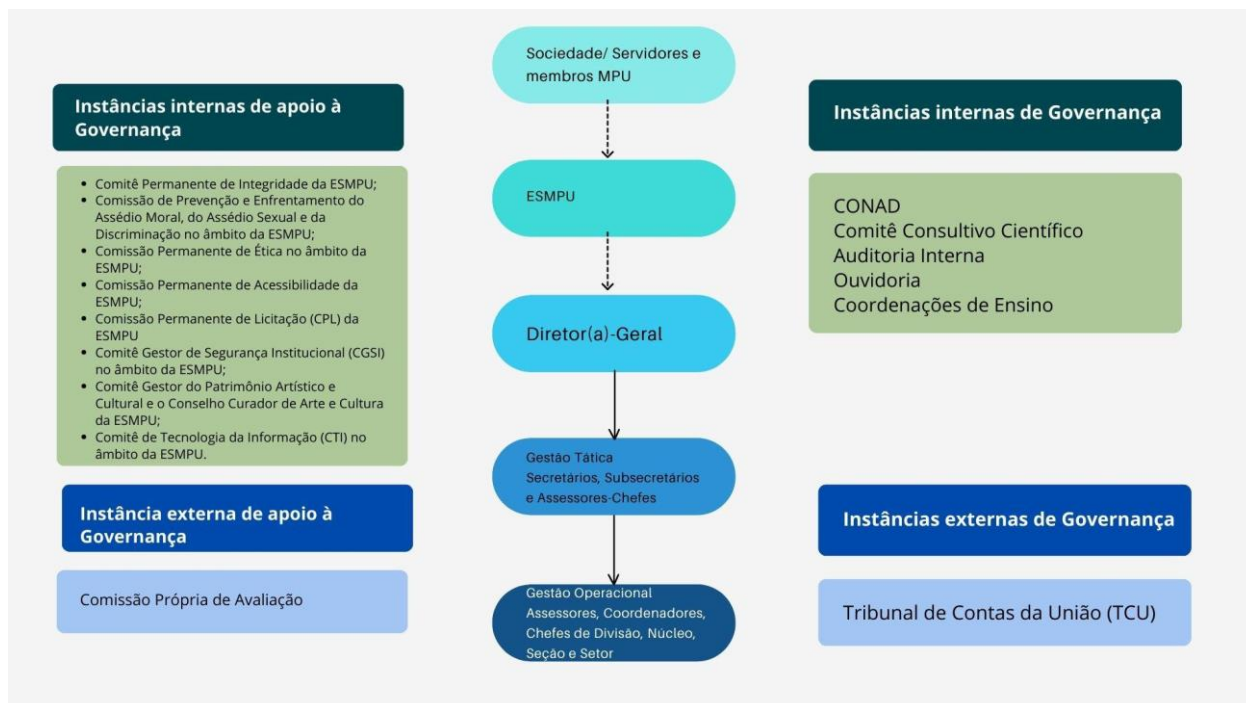 Sociedade/ Servidores e
membros MPU
Instâncias internas de apoio à
Governança
• Comitê Permanente de Integridade da ESMPU;
• Comissão de Prevenção e Enfrentamento do
Assédio Moral, do Assédio Sexual e da
Discriminação no âmbito da ESMPU;
• Comissão Permanente de Ética no âmbito da
ESMPU;
• Comissão Permanente de Acessibilidade da
ESMPU;
• Comissão Permanente de Licitação (CPL) da
ESMPU
• Comitê Gestor de Segurança Institucional (CGSI)
no âmbito da ESMPU;
• Comitê Gestor do Patrimônio Artístico e
Cultural e o Conselho Curador de Arte e Cultura
da ESMPU;
• Comitê de Tecnologia da Informação (CTI) no
âmbito da ESMPU.
Instância externa de apoio à
Governança
Comissão Própria de Avaliação
ESMPU
Diretor(a)-Geral
Gestão Tática
Secretários, Subsecretários
e Assessores-Chefes
Gestão Operacional
Assessores, Coordenadores,
Chefes de Divisão, Núcleo,
Seção e Setor
Instâncias internas de Governança
CONAD
Comitê Consultivo Científico
Auditoria Interna
Ouvidoria
Coordenações de Ensino
Instâncias externas de Governança
Tribunal de Contas da União (TCU)